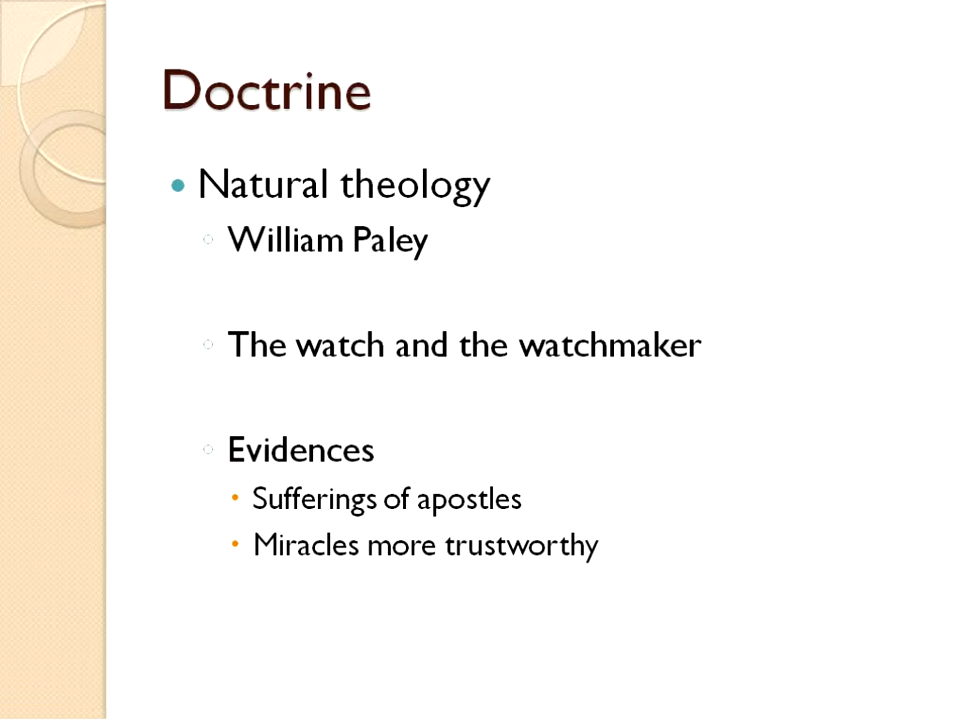 Doctrine
Natural theology
William Paley
The watch and the watchmaker
Evidences
Sufferings of apostles
Miracles more trustworthy